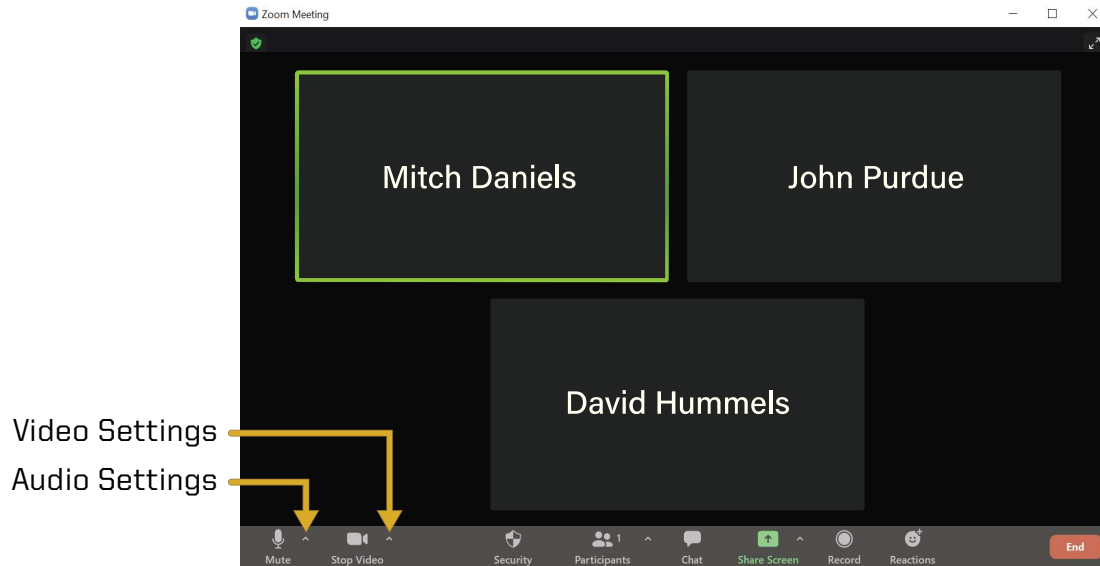 Zoom Meeting
Mitch Daniels
John Purdue
David Hummels
Video Settings
Audio Settings
Mute
Stop Video
Security
Participants 1
Chat
Share Screen
Record
Reactions
End